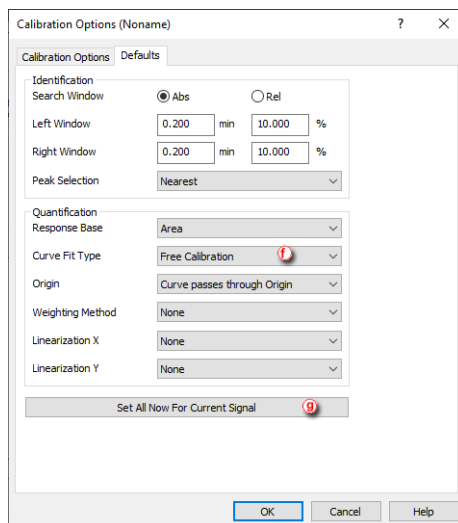 Calibration Options (Noname) ? ×
Calibration Options Defaults
Identification
Search Window Abs Rel
Left Window 0.200 min 10.000 %
Right Window 0.200 min 10.000 %
Peak Selection Nearest
Quantification
Response Base Area
Curve Fit Type Free Calibration f
Origin Curve passes through Origin
Weighting Method None
Linearization X None
Linearization Y None
Set All Now For Current Signal g
OK Cancel Help